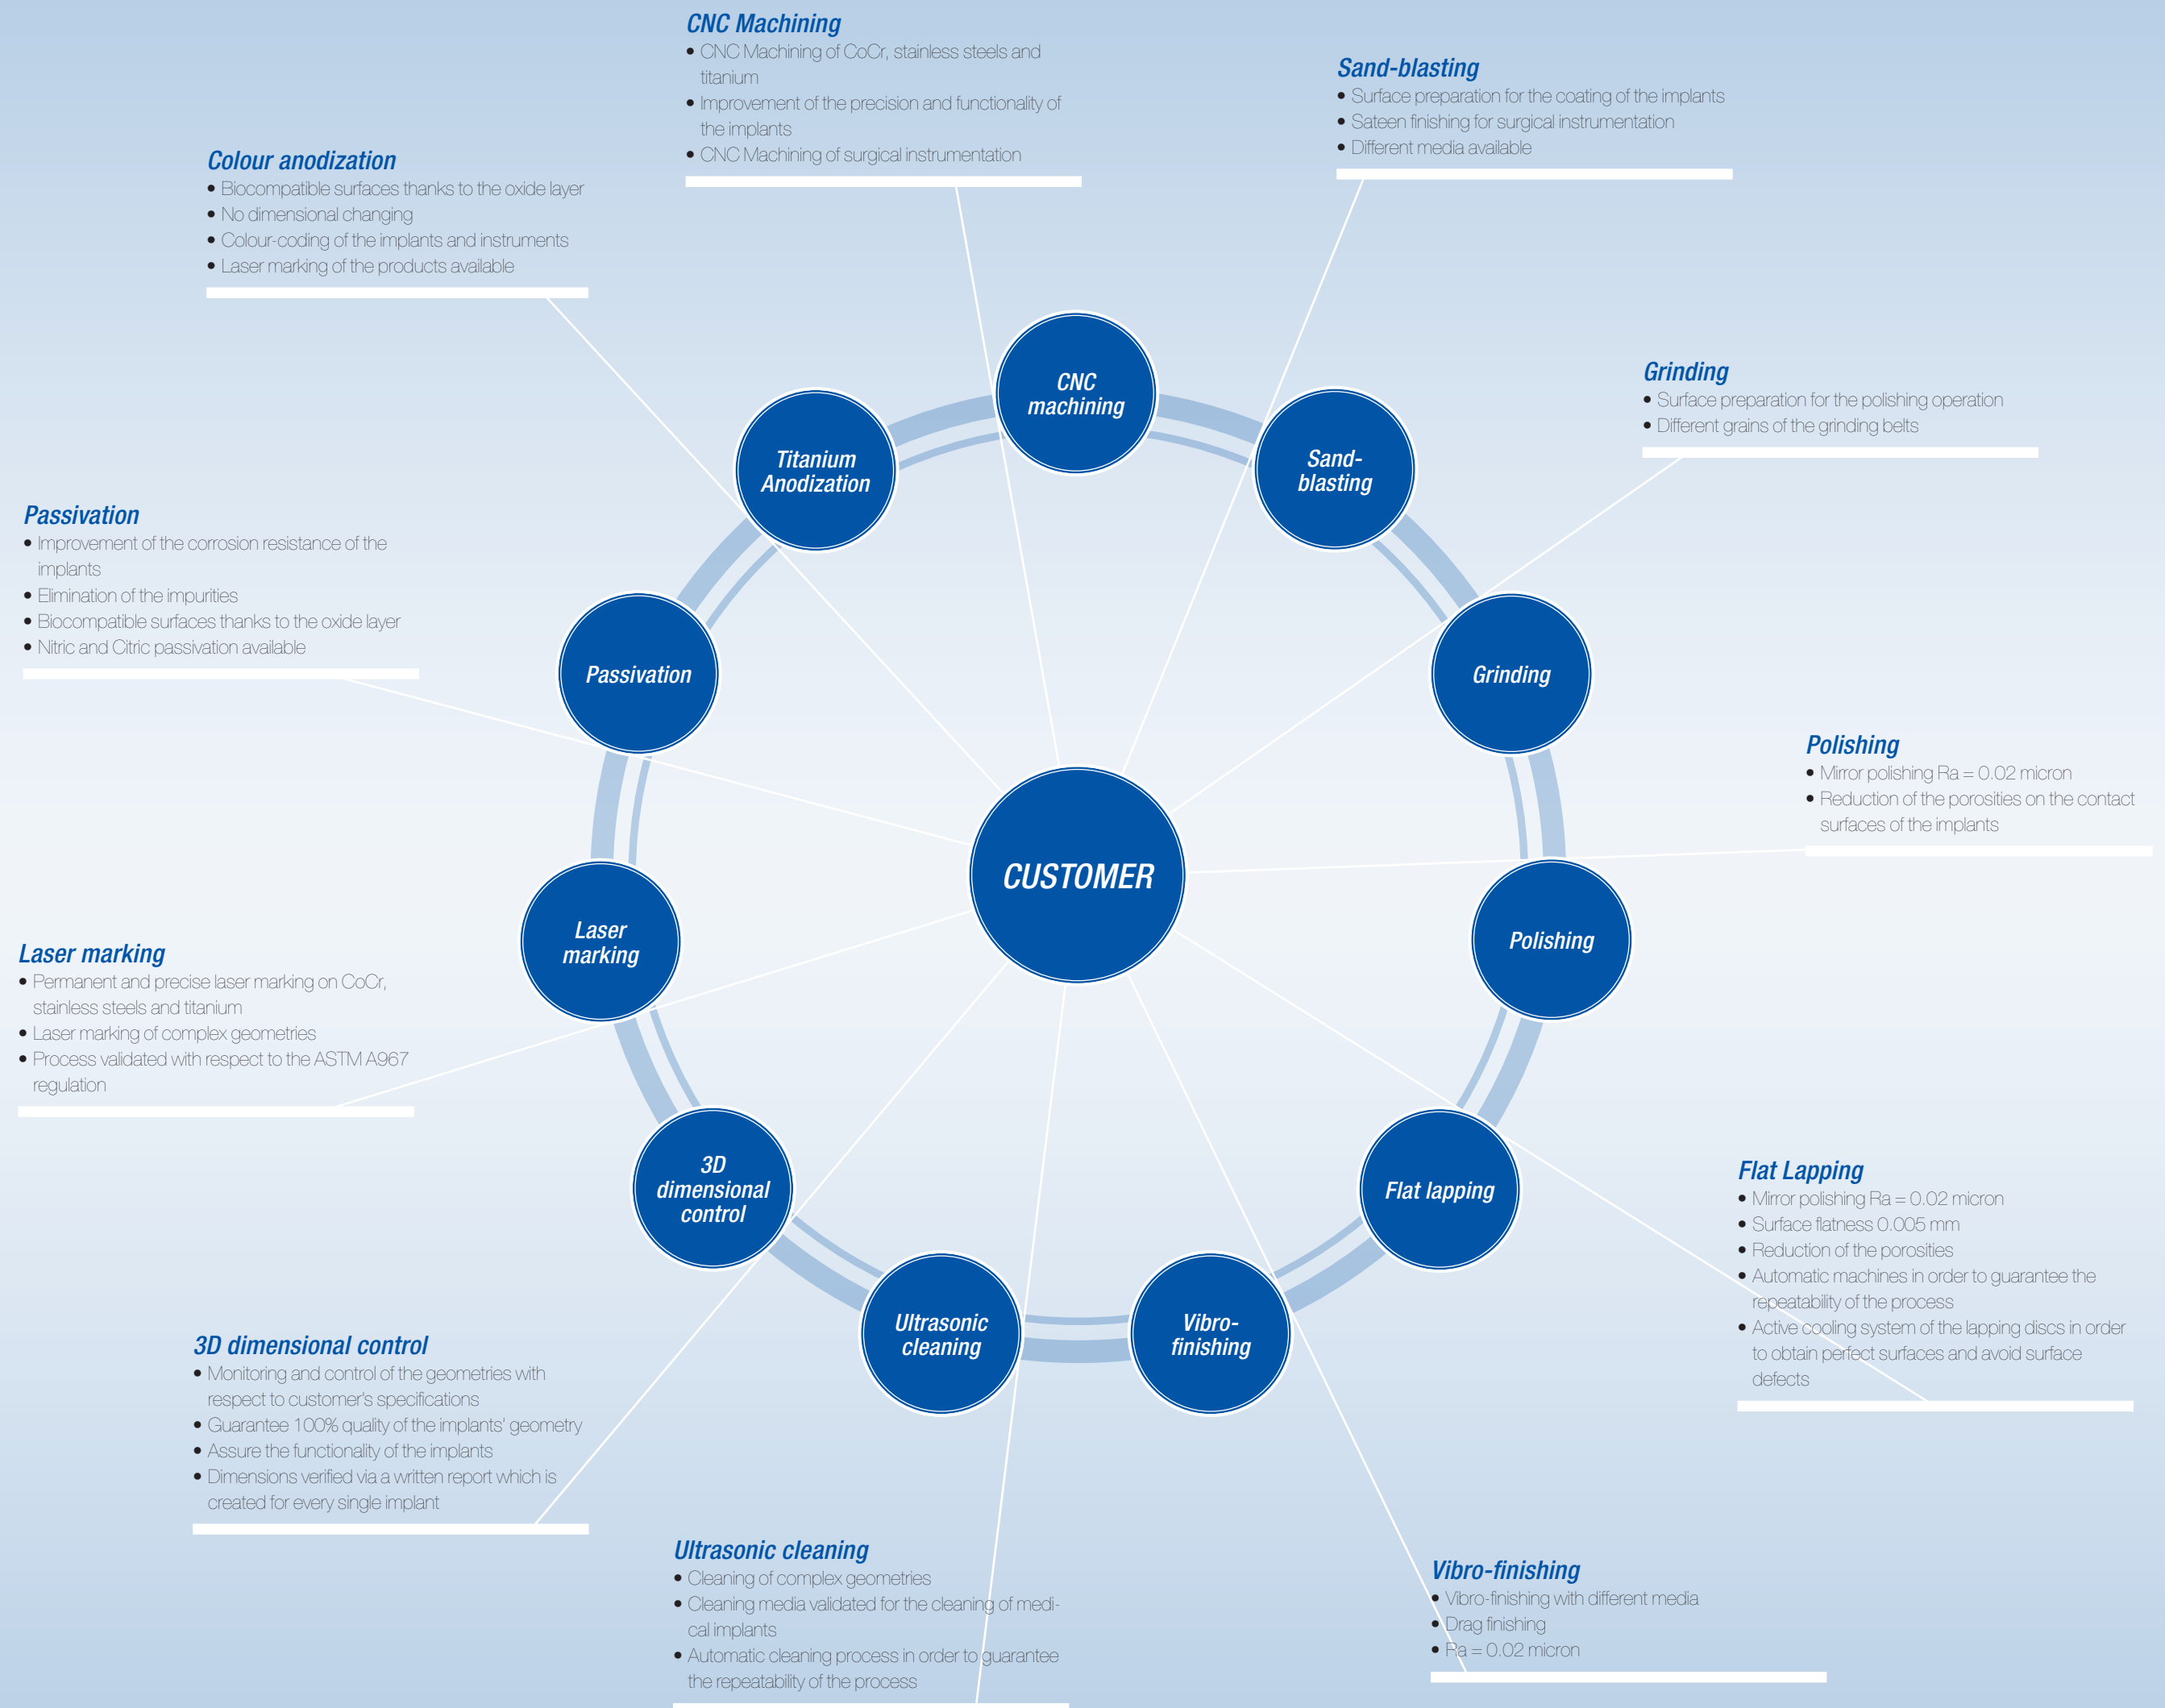 CNC Machining
• CNC Machining of CoCr, stainless steels and
titanium
• Improvement of the precision and functionality of
the implants
• CNC Machining of surgical instrumentation
Sand-blasting
• Surface preparation for the coating of the implants
• Sateen finishing for surgical instrumentation
• Different media available
Colour anodization
• Biocompatible surfaces thanks to the oxide layer
• No dimensional changing
• Colour-coding of the implants and instruments
• Laser marking of the products available
Grinding
• Surface preparation for the polishing operation
• Different grains of the grinding belts
Passivation
• Improvement of the corrosion resistance of the
implants
• Elimination of the impurities
• Biocompatible surfaces thanks to the oxide layer
• Nitric and Citric passivation available
Polishing
• Mirror polishing Ra = 0.02 micron
• Reduction of the porosities on the contact
surfaces of the implants
CNC
machining
Titanium
Anodization
Sand-
blasting
Passivation
Grinding
CUSTOMER
Laser
marking
Polishing
3D
dimensional
control
Flat lapping
Ultrasonic
cleaning
Vibro-
finishing
Laser marking
• Permanent and precise laser marking on CoCr,
stainless steels and titanium
• Laser marking of complex geometries
• Process validated with respect to the ASTM A967
regulation
Flat Lapping
• Mirror polishing Ra = 0.02 micron
• Surface flatness 0.005 mm
• Reduction of the porosities
• Automatic machines in order to guarantee the
repeatability of the process
• Active cooling system of the lapping discs in order
to obtain perfect surfaces and avoid surface
defects
3D dimensional control
• Monitoring and control of the geometries with
respect to customer's specifications
• Guarantee 100% quality of the implants' geometry
• Assure the functionality of the implants
• Dimensions verified via a written report which is
created for every single implant
Ultrasonic cleaning
• Cleaning of complex geometries
• Cleaning media validated for the cleaning of medi-
cal implants
• Automatic cleaning process in order to guarantee
the repeatability of the process
Vibro-finishing
• Vibro-finishing with different media
• Drag finishing
• Ra = 0.02 micron